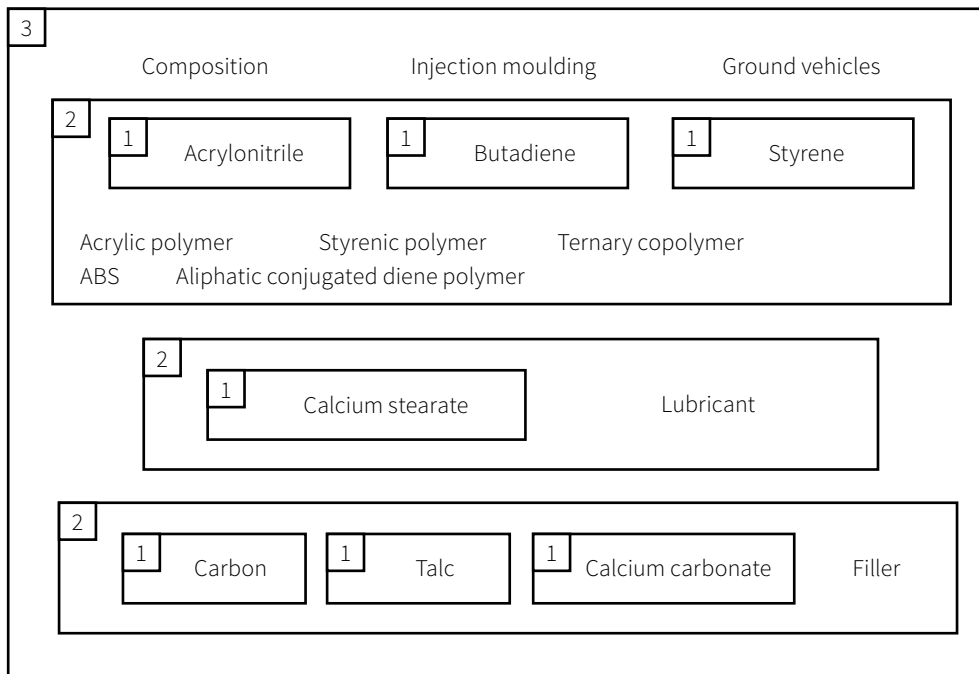 3
Composition Injection moulding Ground vehicles
2
1 Acrylonitrile 1 Butadiene 1 Styrene
Acrylic polymer Styrenic polymer Ternary copolymer
ABS Aliphatic conjugated diene polymer
2
1 Calcium stearate Lubricant
2
1 Carbon 1 Talc 1 Calcium carbonate Filler